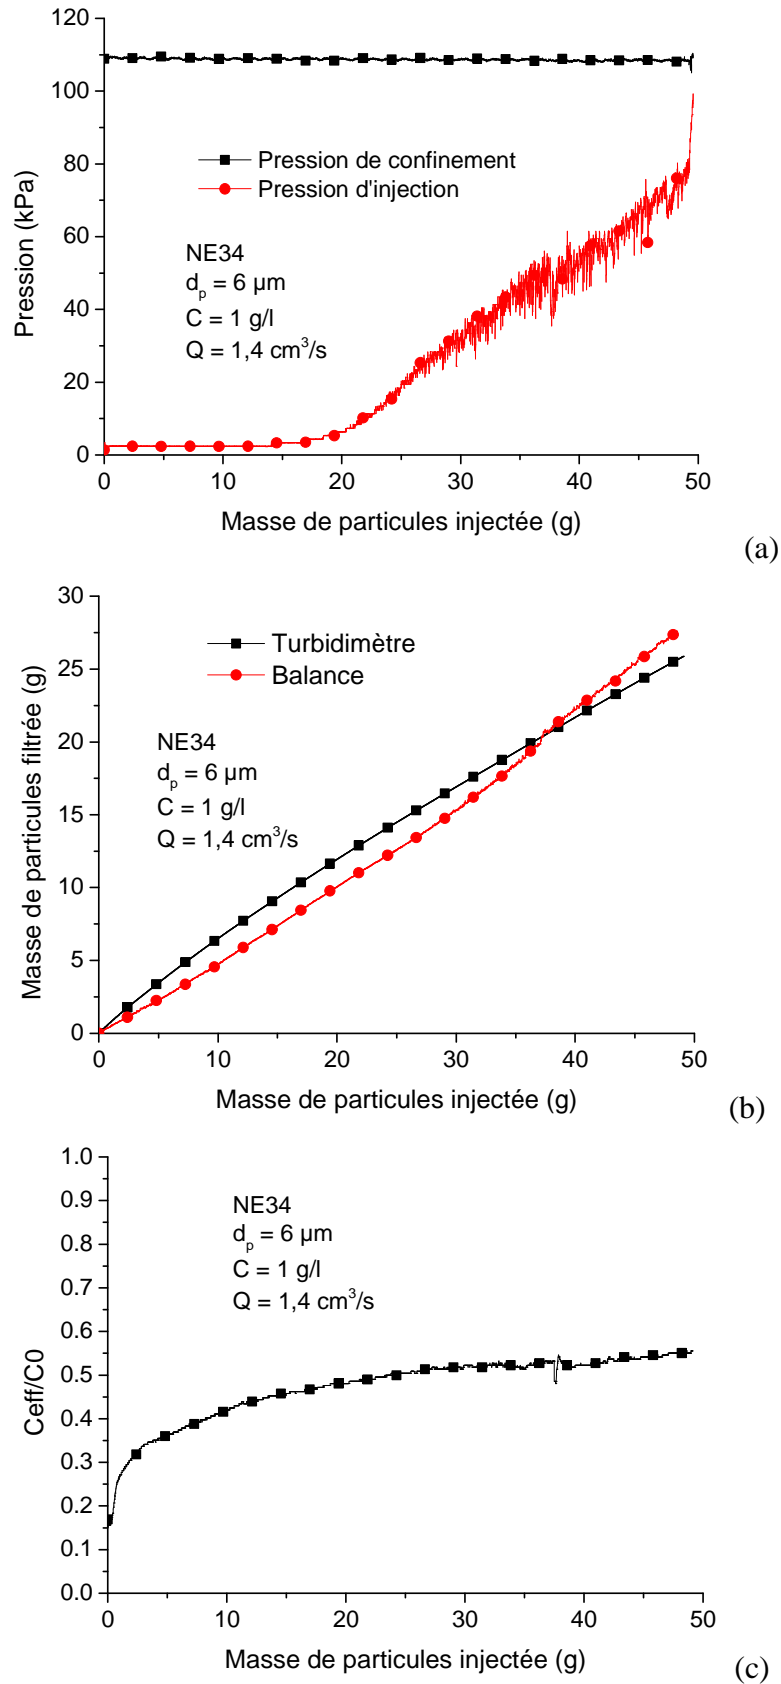 120
100
80
60
40
20
0
Pression (kPa)
Pression de confinement
Pression d'injection
NE34
d_p = 6 µm
C = 1 g/l
Q = 1,4 cm³/s
0 10 20 30 40 50
Masse de particules injectée (g)
(a)
30
25
20
15
10
5
0
Masse de particules filtrée (g)
Turbidimètre
Balance
NE34
d_p = 6 µm
C = 1 g/l
Q = 1,4 cm³/s
0 10 20 30 40 50
Masse de particules injectée (g)
(b)
1.0
0.9
0.8
0.7
0.6
0.5
0.4
0.3
0.2
0.1
0.0
Ceff/C0
NE34
d_p = 6 µm
C = 1 g/l
Q = 1,4 cm³/s
0 10 20 30 40 50
Masse de particules injectée (g)
(c)